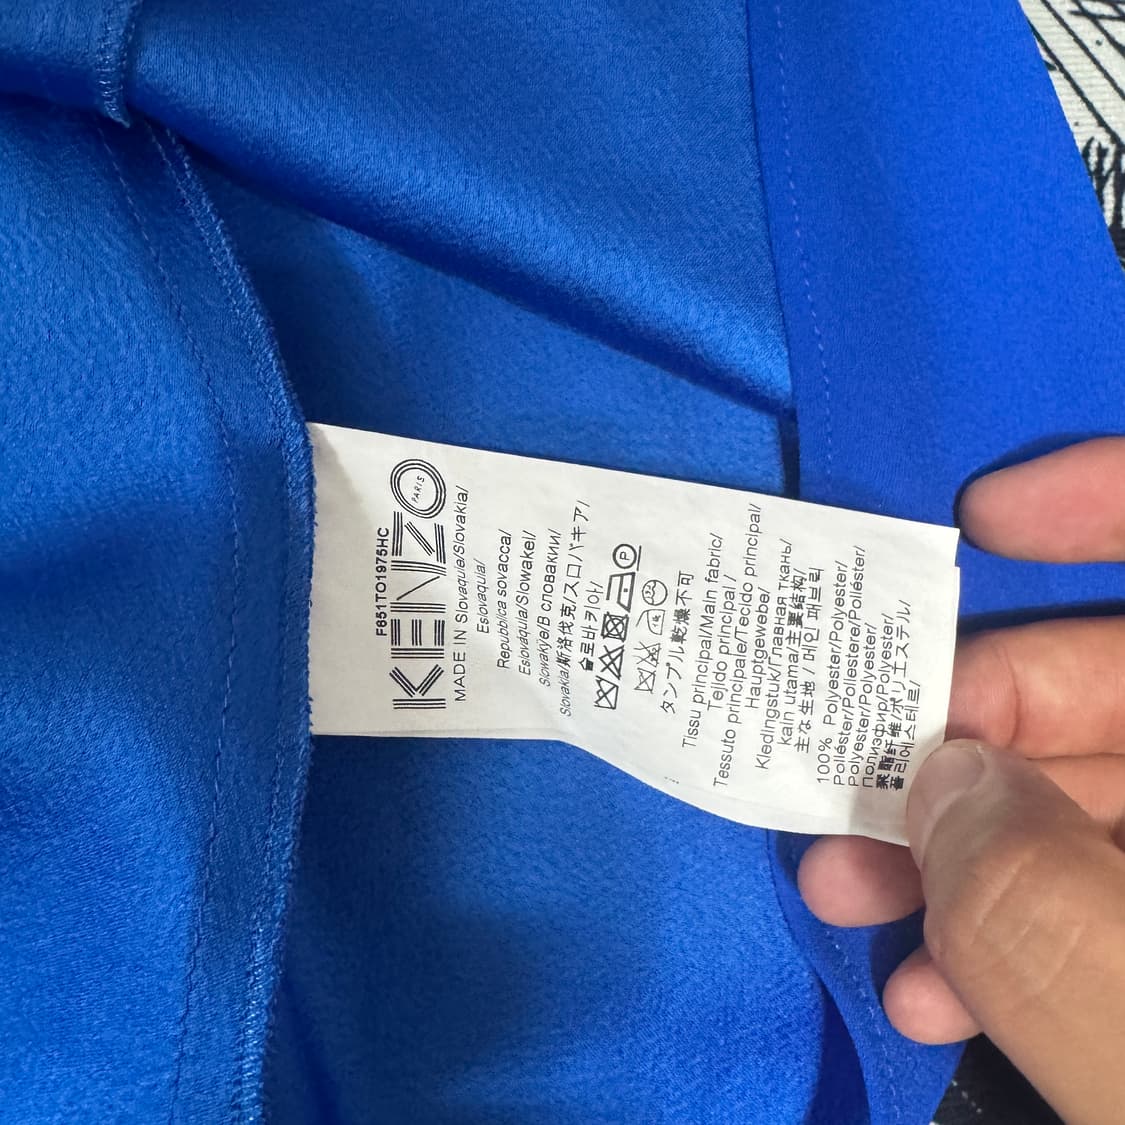 F851TO1975HC
KENZO
PARIS
MADE IN Slovaquie/Slovakia/
Eslovaquia/
Repubblica sovacca/
Eslováquia/Slowakei/
Slowakije/В словакии/
Slovakia/斯洛伐克/スロバキア/
슬로바키아/
P
タンブル乾燥不可
Tissu principal/Main fabric/
Tejido principal/
Tessuto principale/Tecido principal/
Hauptgewebe/
Kledingstuk/Главная ткань/
kain utama/主要结构/
主な生地 / 메인 패브릭
100% Polyester/Polyester/
Poliéster/Poliestere/Poliéster/
Polyester/Polyester/
Полиэфир/Polyester/
聚酯纤维/ポリエステル/
폴리에스테르/